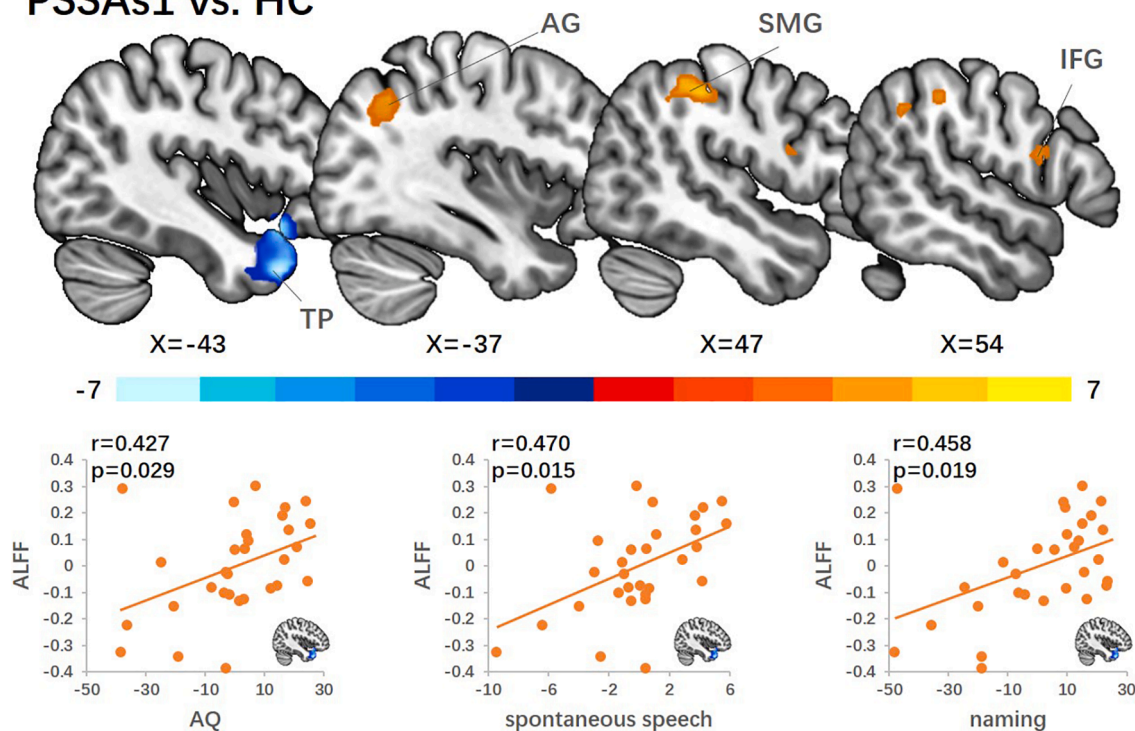 PSSAs1 vs. HC
AG
SMG
IFG
TP
X=-43
X=-37
X=47
X=54
-7
7
r=0.427
p=0.029
0.4
0.3
0.2
0.1
0
-0.1
-0.2
-0.3
-0.4
ALFF
-50 -30 -10 10 30
AQ
r=0.470
p=0.015
0.4
0.3
0.2
0.1
0
-0.1
-0.2
-0.3
-0.4
ALFF
-10 -6 -2 2 6
spontaneous speech
r=0.458
p=0.019
0.4
0.3
0.2
0.1
0
-0.1
-0.2
-0.3
-0.4
ALFF
-50 -30 -10 10 30
naming